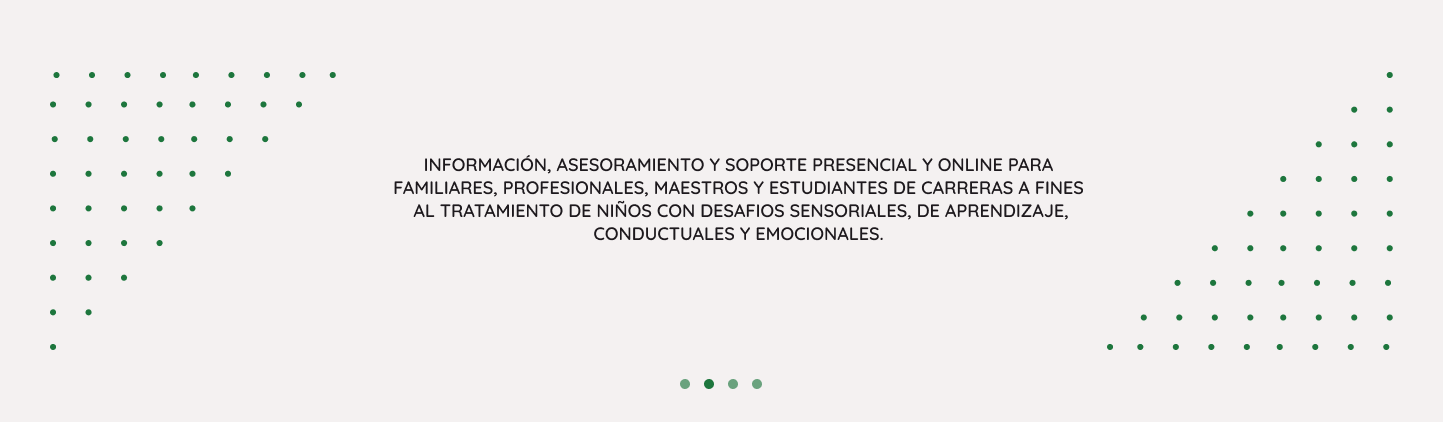 INFORMACIÓN, ASESORAMIENTO Y SOPORTE PRESENCIAL Y ONLINE PARA
FAMILIARES, PROFESIONALES, MAESTROS Y ESTUDIANTES DE CARRERAS A FINES
AL TRATAMIENTO DE NIÑOS CON DESAFIOS SENSORIALES, DE APRENDIZAJE,
CONDUCTUALES Y EMOCIONALES.